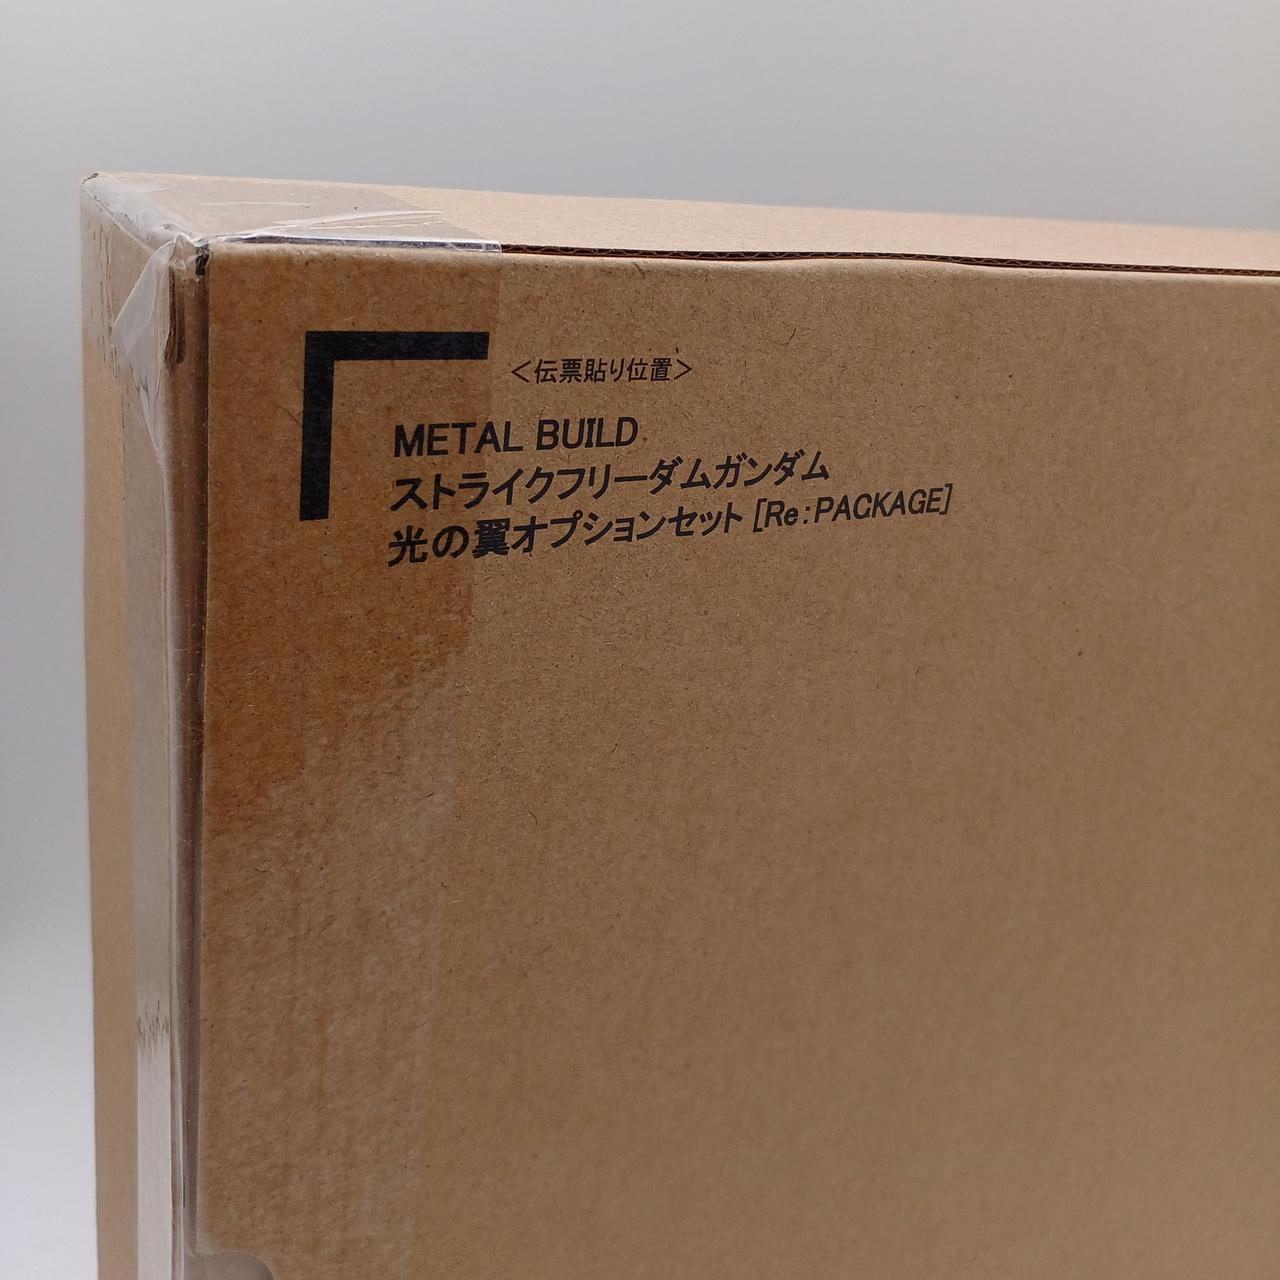 ＜伝票貼り位置＞
METAL BUILD
ストライクフリーダムガンダム
光の翼オプションセット [Re:PACKAGE]